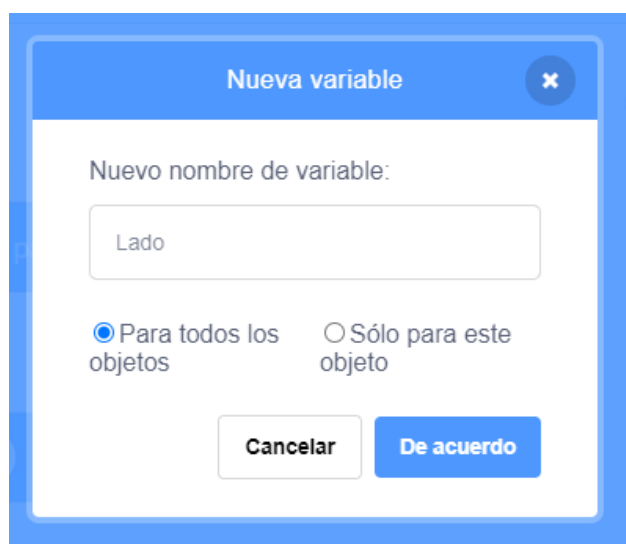 Nueva variable
Nuevo nombre de variable:
Lado
Para todos los objetos
Sólo para este objeto
Cancelar
De acuerdo